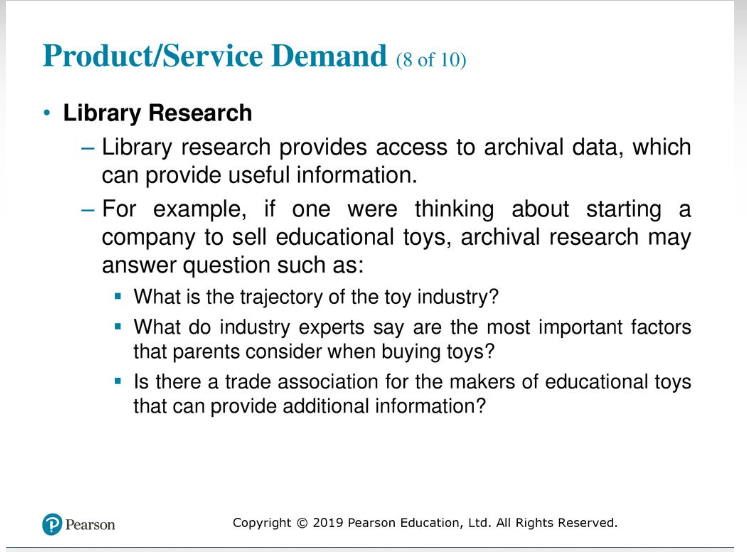 Product/Service Demand (8 of 10)
• Library Research
– Library research provides access to archival data, which
can provide useful information.
– For example, if one were thinking about starting a
company to sell educational toys, archival research may
answer question such as:
▪ What is the trajectory of the toy industry?
▪ What do industry experts say are the most important factors
that parents consider when buying toys?
▪ Is there a trade association for the makers of educational toys
that can provide additional information?
P Pearson
Copyright © 2019 Pearson Education, Ltd. All Rights Reserved.